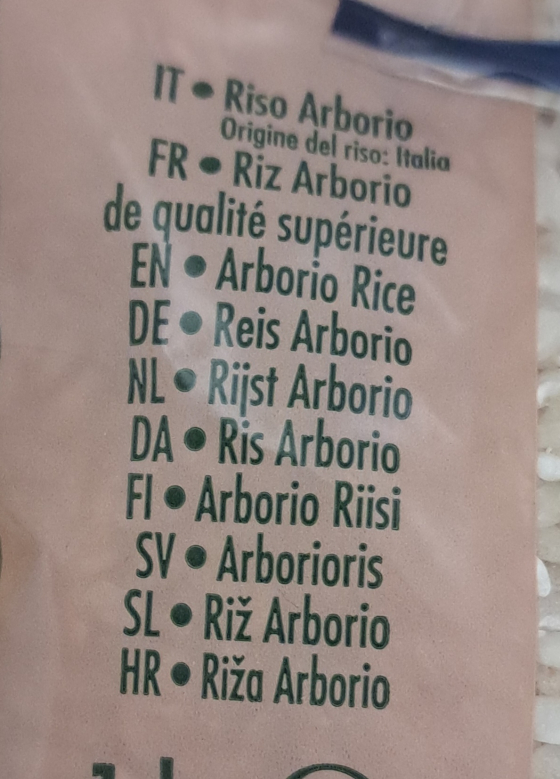 IT • Riso Arborio
Origine del riso: Italia
FR • Riz Arborio
de qualité supérieure
EN • Arborio Rice
DE • Reis Arborio
NL • Rijst Arborio
DA • Ris Arborio
FI • Arborio Riisi
SV • Arborioris
SL • Riž Arborio
HR • Riža Arborio